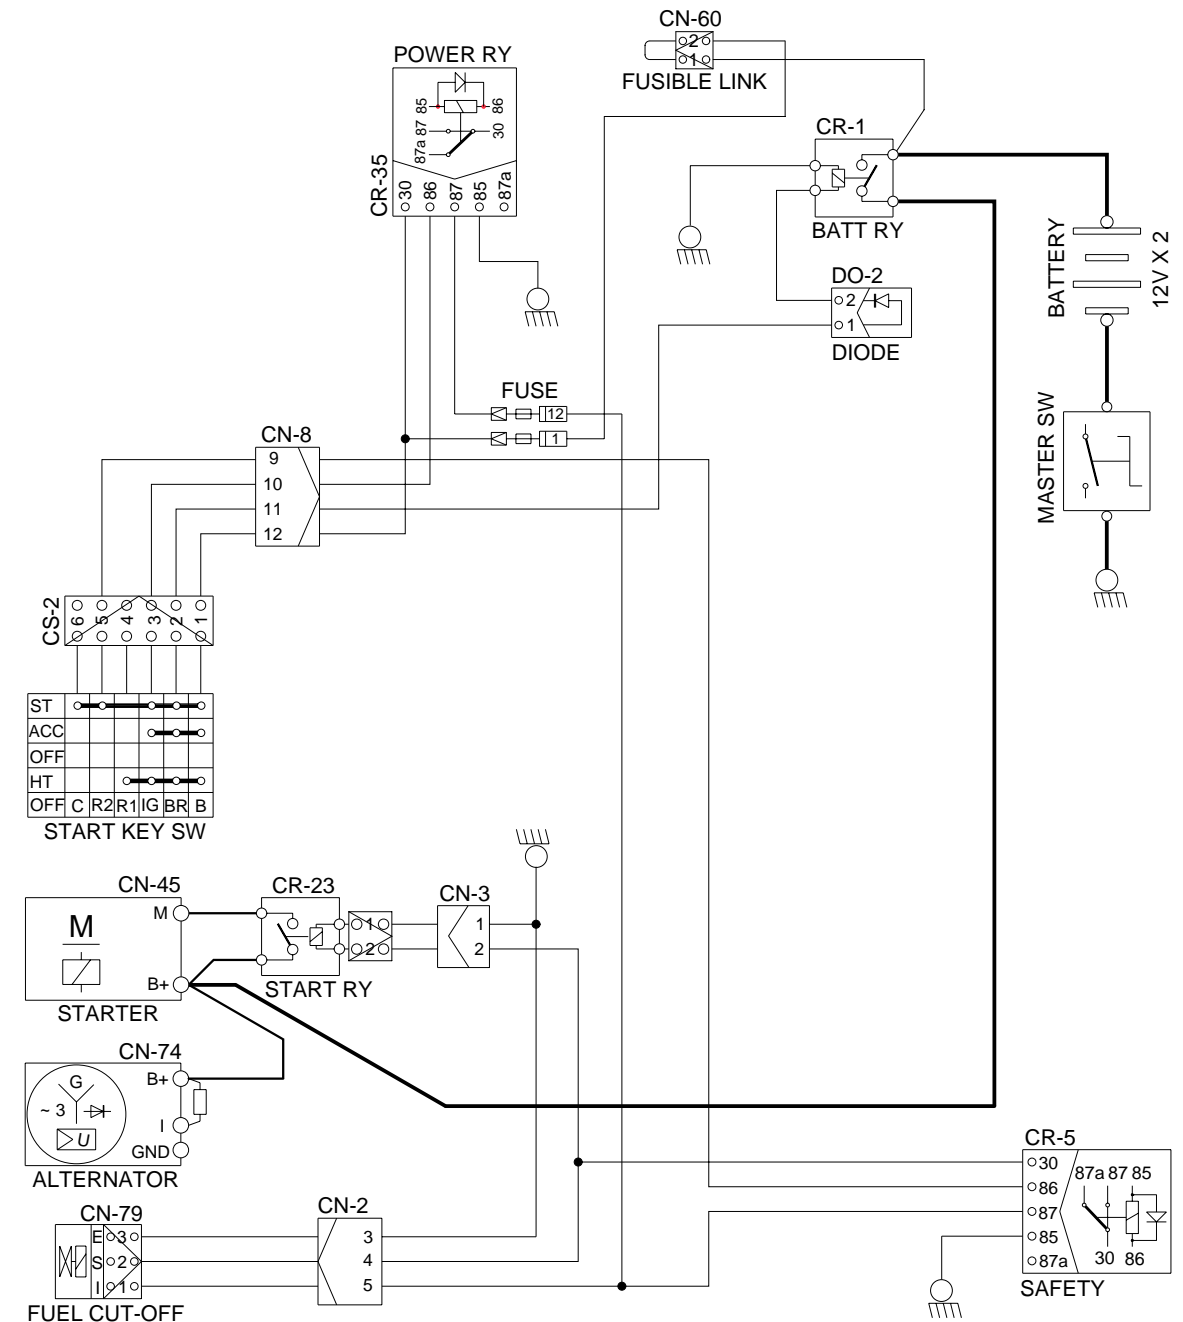 CN-60
2
1
FUSIBLE LINK
POWER RY
85
86
87
30
87a
CR-35
30
86
87
85
87a
CR-1
BATT RY
BATTERY
12V X 2
DO-2
2
1
DIODE
MASTER SW
FUSE
12
1
CN-8
9
10
11
12
CS-2
6 5 4 3 2 1
ST
ACC
OFF
HT
OFF C R2 R1 IG BR B
START KEY SW
CN-45
M
M
B+
STARTER
CR-23
1
2
START RY
CN-3
1
2
CN-74
B+
G
~ 3
U
I
GND
ALTERNATOR
CN-79
E 3
S 2
I 1
FUEL CUT-OFF
CN-2
3
4
5
CR-5
30
86
87
85
87a
87a 87 85
30 86
SAFETY